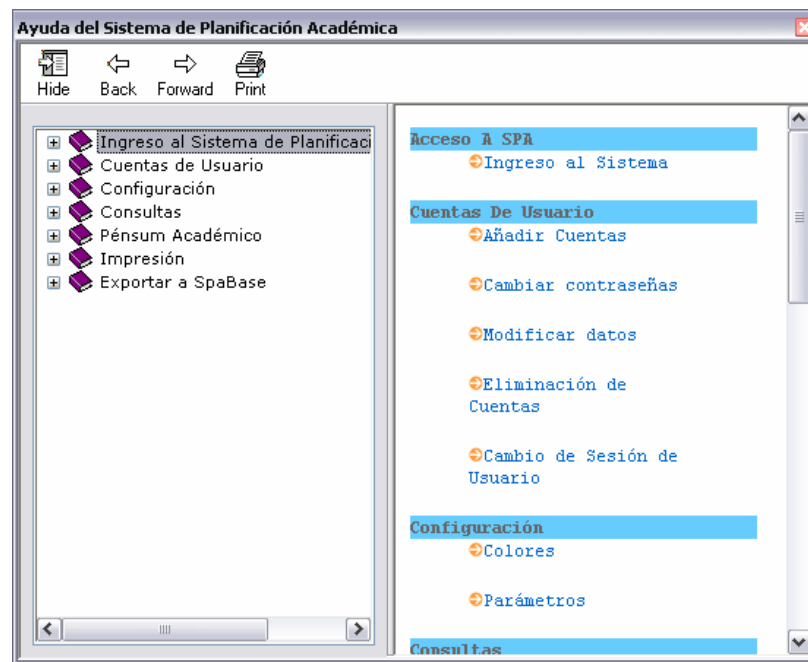 Ayuda del Sistema de Planificación Académica
Hide Back Forward Print
Ingreso al Sistema de Planificaci
Cuentas de Usuario
Configuración
Consultas
Pénsum Académico
Impresión
Exportar a SpaBase
Acceso A SPA
Ingreso al Sistema
Cuentas De Usuario
Añadir Cuentas
Cambiar contraseñas
Modificar datos
Eliminación de
Cuentas
Cambio de Sesión de
Usuario
Configuración
Colores
Parámetros
Consultas